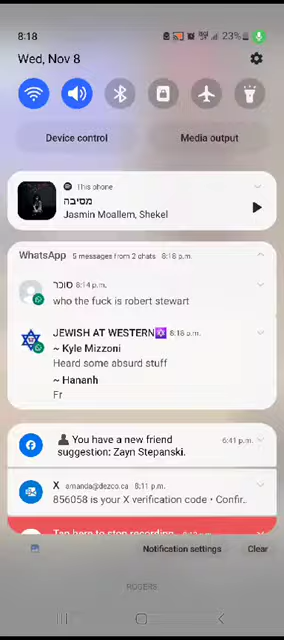 8:18
23%
Wed, Nov 8
Device control
Media output
This phone
מסיבה
Jasmin Moallem, Shekel
WhatsApp 5 messages from 2 chats 8:18 p.m.
סוכר 8:14 p.m.
who the fuck is robert stewart
JEWISH AT WESTERN🔯 8:18 p.m.
~ Kyle Mizzoni
Heard some absurd stuff
~ Hananh
Fr
👤 You have a new friend suggestion: Zayn Stepanski.
6:41 p.m.
X amanda@dezco.ca 8:11 p.m.
856058 is your X verification code • Confir..
Tap here to stop recording
Notification settings
Clear
ROGERS